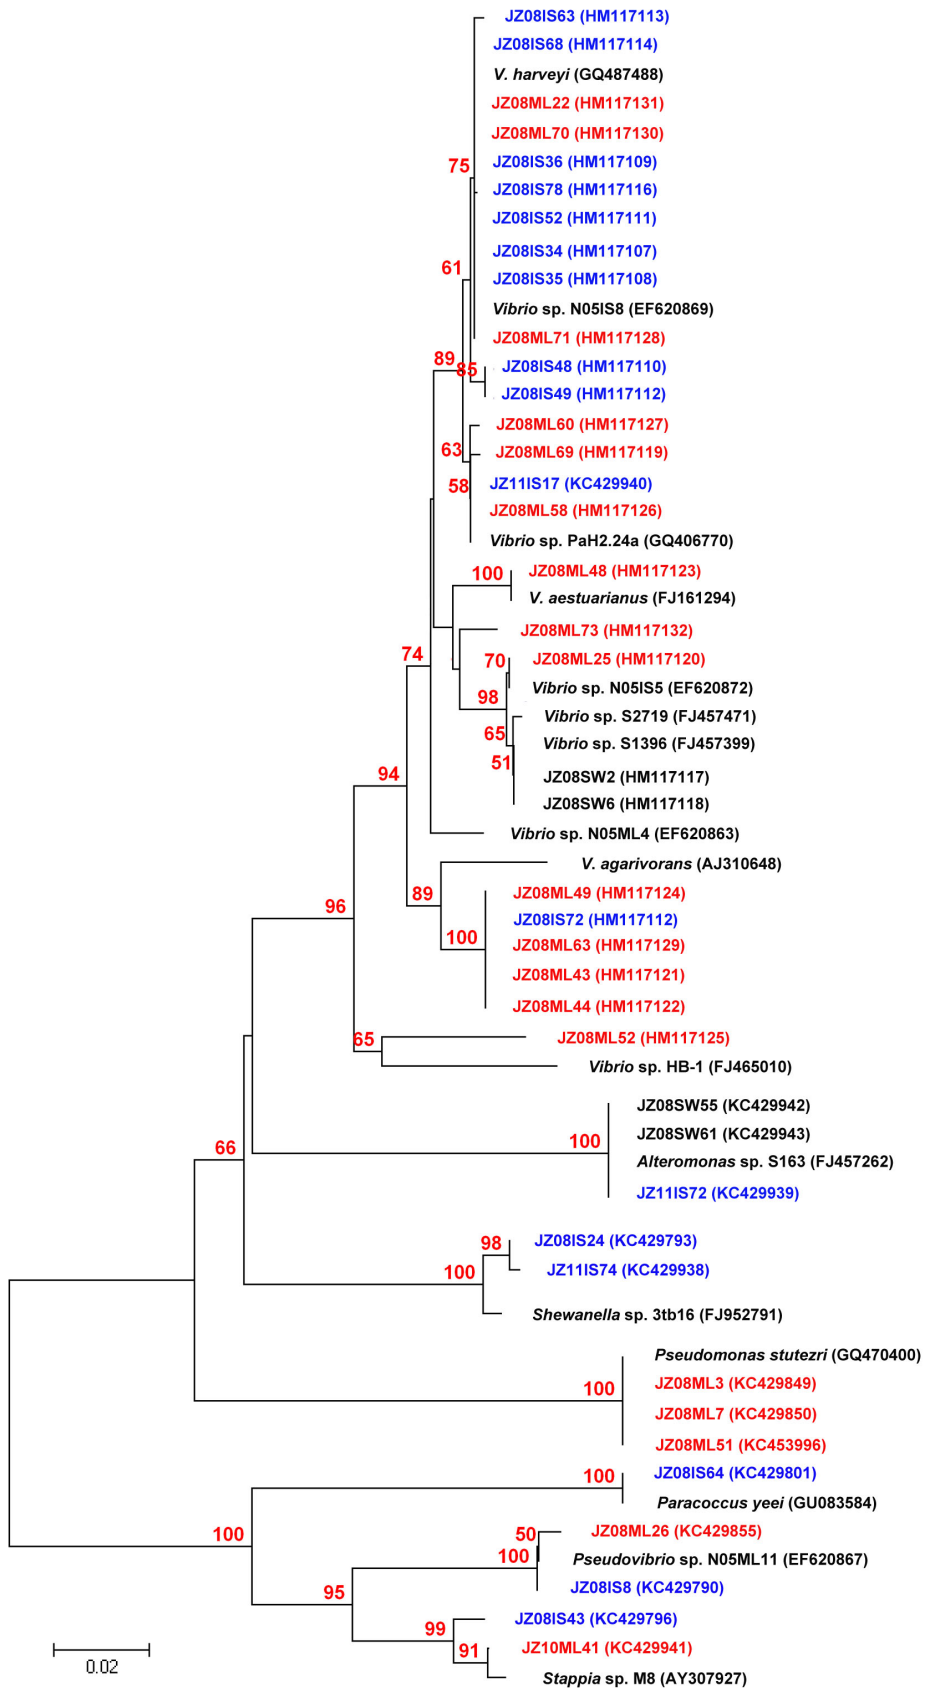 JZ08IS63 (HM117113)
JZ08IS68 (HM117114)
V. harveyi (GQ487488)
JZ08ML22 (HM117131)
JZ08ML70 (HM117130)
75
JZ08IS36 (HM117109)
JZ08IS78 (HM117116)
JZ08IS52 (HM117111)
JZ08IS34 (HM117107)
61
JZ08IS35 (HM117108)
Vibrio sp. N05IS8 (EF620869)
JZ08ML71 (HM117128)
89
85
JZ08IS48 (HM117110)
JZ08IS49 (HM117112)
JZ08ML60 (HM117127)
63
JZ08ML69 (HM117119)
58
JZ11IS17 (KC429940)
JZ08ML58 (HM117126)
Vibrio sp. PaH2.24a (GQ406770)
100
JZ08ML48 (HM117123)
V. aestuarianus (FJ161294)
JZ08ML73 (HM117132)
74
70
JZ08ML25 (HM117120)
Vibrio sp. N05IS5 (EF620872)
98
Vibrio sp. S2719 (FJ457471)
65
Vibrio sp. S1396 (FJ457399)
51
94
JZ08SW2 (HM117117)
JZ08SW6 (HM117118)
Vibrio sp. N05ML4 (EF620863)
V. agarivorans (AJ310648)
89
JZ08ML49 (HM117124)
96
JZ08IS72 (HM117112)
100
JZ08ML63 (HM117129)
JZ08ML43 (HM117121)
JZ08ML44 (HM117122)
65
JZ08ML52 (HM117125)
Vibrio sp. HB-1 (FJ465010)
JZ08SW55 (KC429942)
100
JZ08SW61 (KC429943)
66
Alteromonas sp. S163 (FJ457262)
JZ11IS72 (KC429939)
98
JZ08IS24 (KC429793)
100
JZ11IS74 (KC429938)
Shewanella sp. 3tb16 (FJ952791)
Pseudomonas stutezri (GQ470400)
100
JZ08ML3 (KC429849)
JZ08ML7 (KC429850)
JZ08ML51 (KC453996)
100
JZ08IS64 (KC429801)
Paracoccus yeei (GU083584)
100
50
JZ08ML26 (KC429855)
100
Pseudovibrio sp. N05ML11 (EF620867)
95
JZ08IS8 (KC429790)
99
JZ08IS43 (KC429796)
91
JZ10ML41 (KC429941)
Stappia sp. M8 (AY307927)
0.02